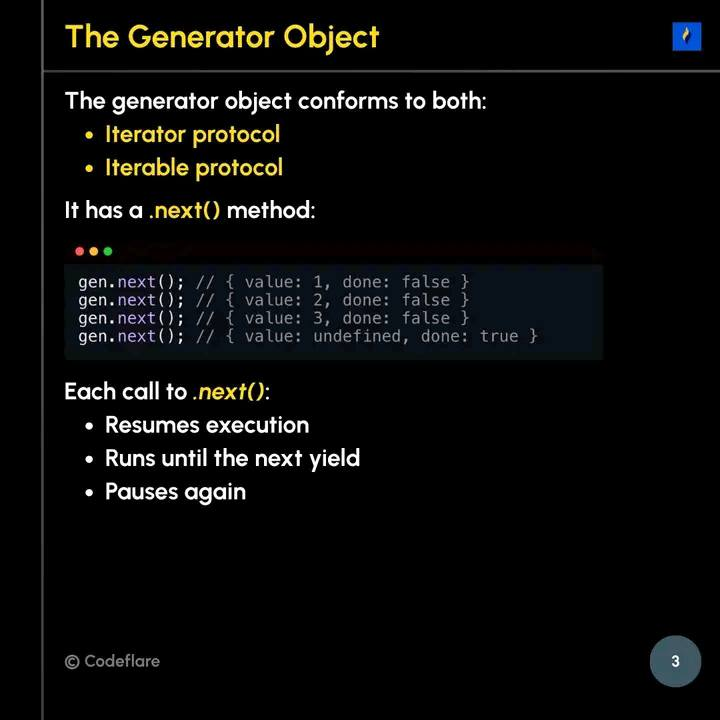 The Generator Object
The generator object conforms to both:
• Iterator protocol
• Iterable protocol
It has a .next() method:
gen.next(); // { value: 1, done: false }
gen.next(); // { value: 2, done: false }
gen.next(); // { value: 3, done: false }
gen.next(); // { value: undefined, done: true }
Each call to .next():
• Resumes execution
• Runs until the next yield
• Pauses again
© Codeflare
3